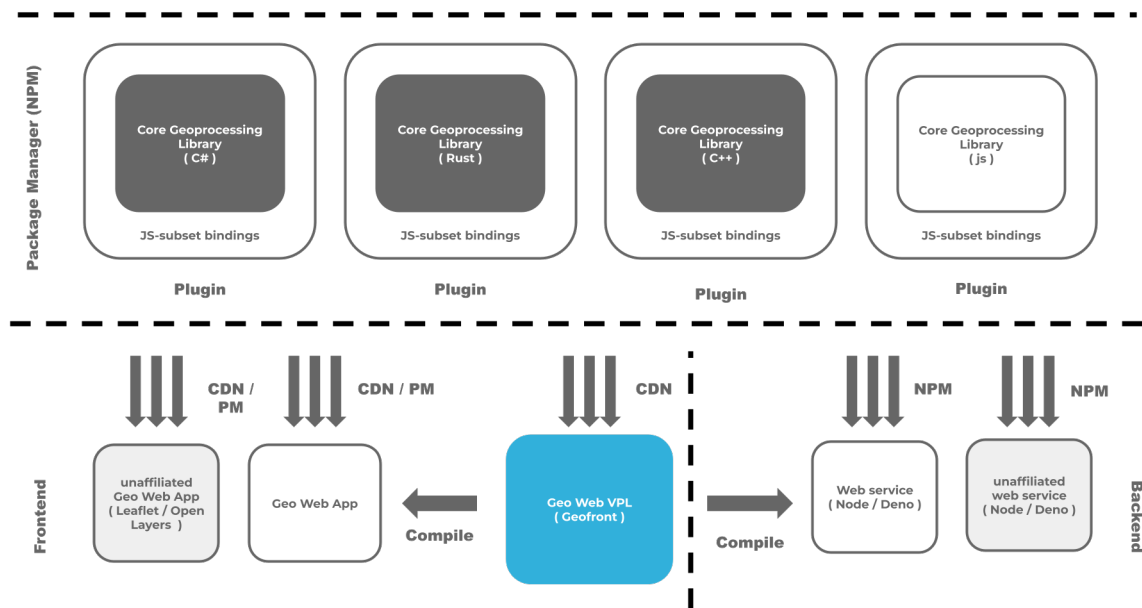 Package Manager (NPM)
Core Geoprocessing
Library
( C# )
JS-subset bindings
Plugin
Core Geoprocessing
Library
( Rust )
JS-subset bindings
Plugin
Core Geoprocessing
Library
( C++ )
JS-subset bindings
Plugin
Core Geoprocessing
Library
( js )
JS-subset bindings
Plugin
Frontend
CDN /
PM
unaffiliated
Geo Web App
( Leaflet / Open
Layers )
CDN / PM
Geo Web App
Compile
CDN
Geo Web VPL
( Geofront )
Compile
NPM
Web service
( Node / Deno )
NPM
unaffiliated
web service
( Node / Deno )
Backend